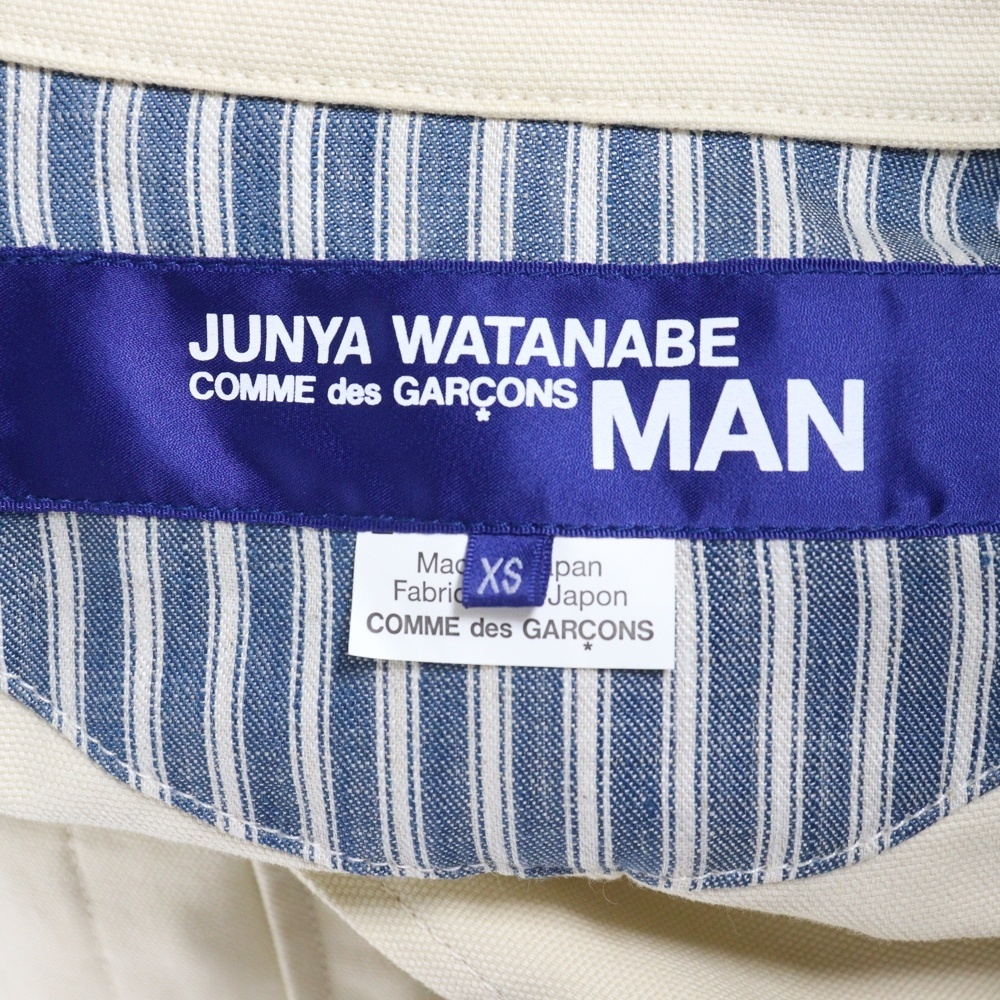 JUNYA WATANABE
COMME des GARÇONS MAN
XS
Japon
COMME des GARÇONS